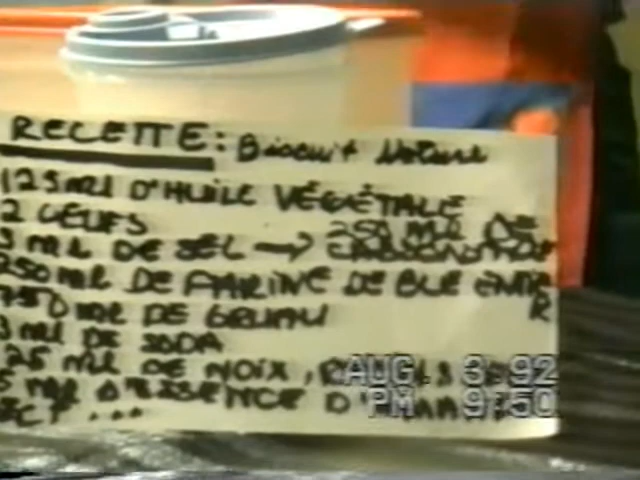 RECETTE: Biscuit Nature
125 ml D'HUILE VÉGÉTALE
2 OEUFS 250 ml DE
3 ml DE SEL →
250 ml DE FARINE DE BLE ENTIER
750 ml DE GRUAU
3 ml DE SODA
125 ml DE NOIX,
5 ml D'ESSENCE D'
ECT...
AUG. 3.92
PM 9:50